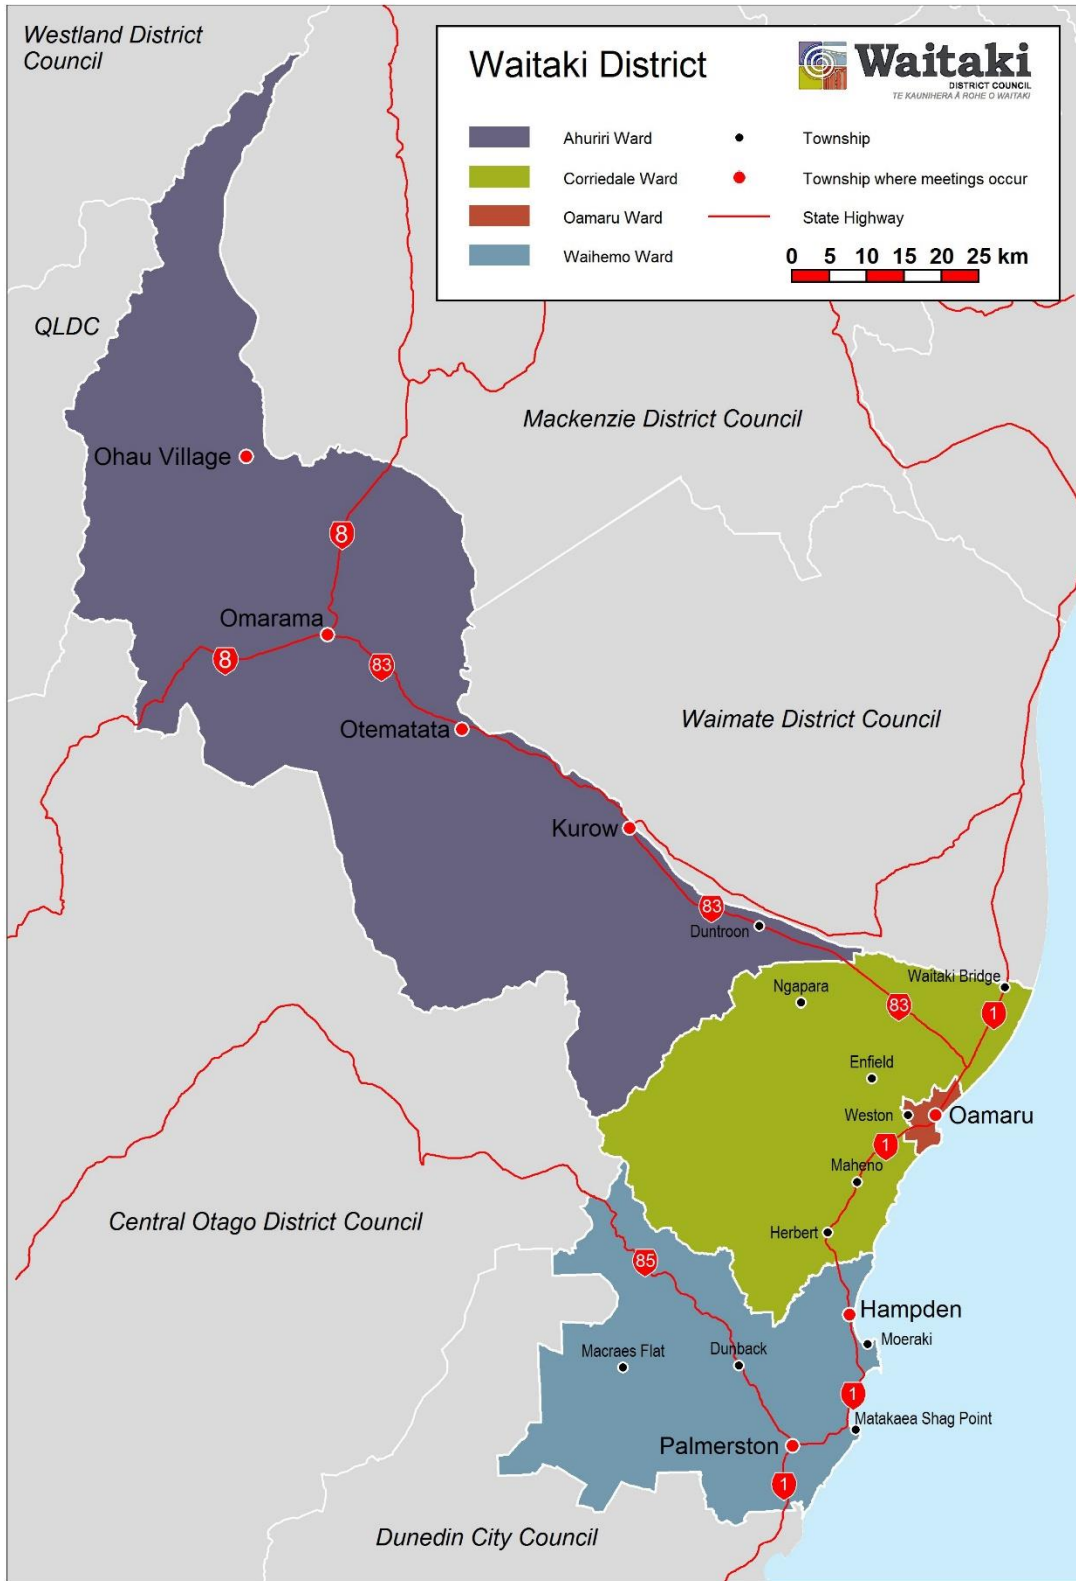 Westland District
Council
Waitaki District
Waitaki
DISTRICT COUNCIL
TE KAUNIHERA Ā ROHE O WAITAKI
Ahuriri Ward
Township
Corriedale Ward
Township where meetings occur
Oamaru Ward
State Highway
Waihemo Ward
0 5 10 15 20 25 km
QLDC
Mackenzie District Council
Ohau Village
8
Omarama
8
83
Otematata
Waimate District Council
Kurow
83
Duntroon
Waitaki Bridge
Ngapara
83
1
Enfield
Weston
Oamaru
1
Maheno
Central Otago District Council
Herbert
85
Hampden
Moeraki
Macraes Flat
Dunback
1
Matakaea Shag Point
Palmerston
1
Dunedin City Council